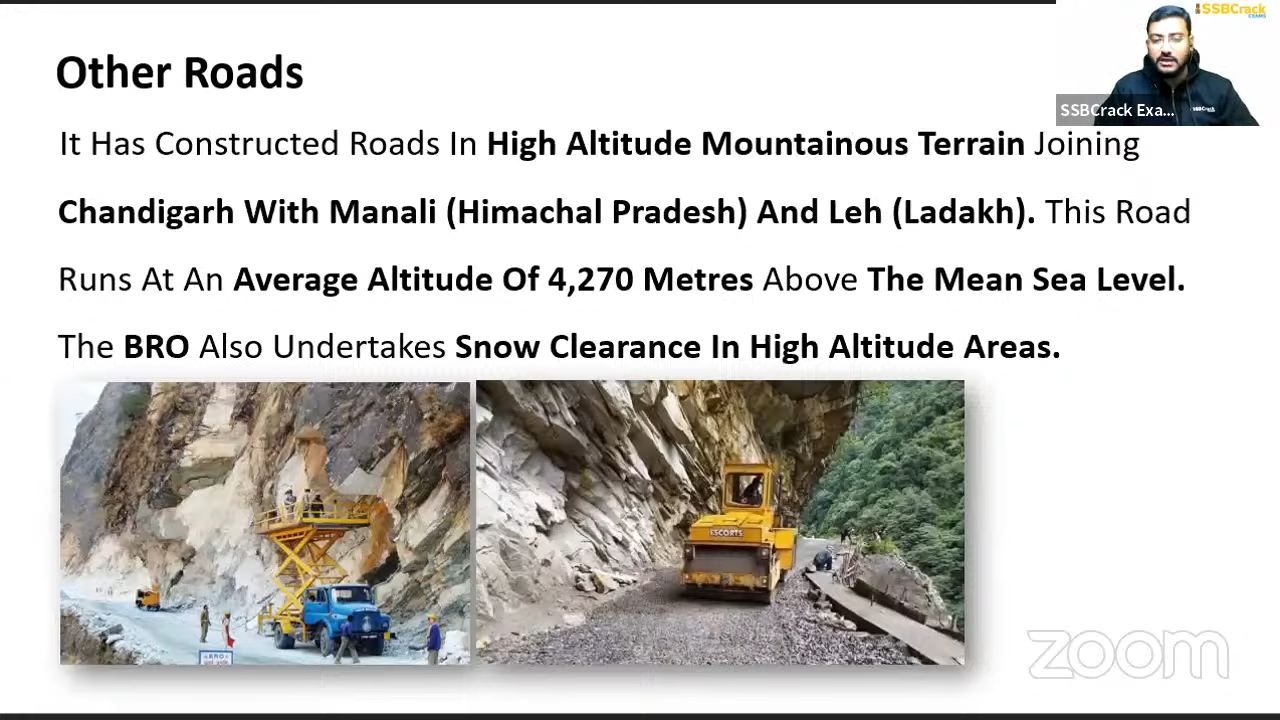 SSBCrack
EXAMS
SSBCrack Exa...
Other Roads
It Has Constructed Roads In High Altitude Mountainous Terrain Joining
Chandigarh With Manali (Himachal Pradesh) And Leh (Ladakh). This Road
Runs At An Average Altitude Of 4,270 Metres Above The Mean Sea Level.
The BRO Also Undertakes Snow Clearance In High Altitude Areas.
ESCORTS
BRO
zoom